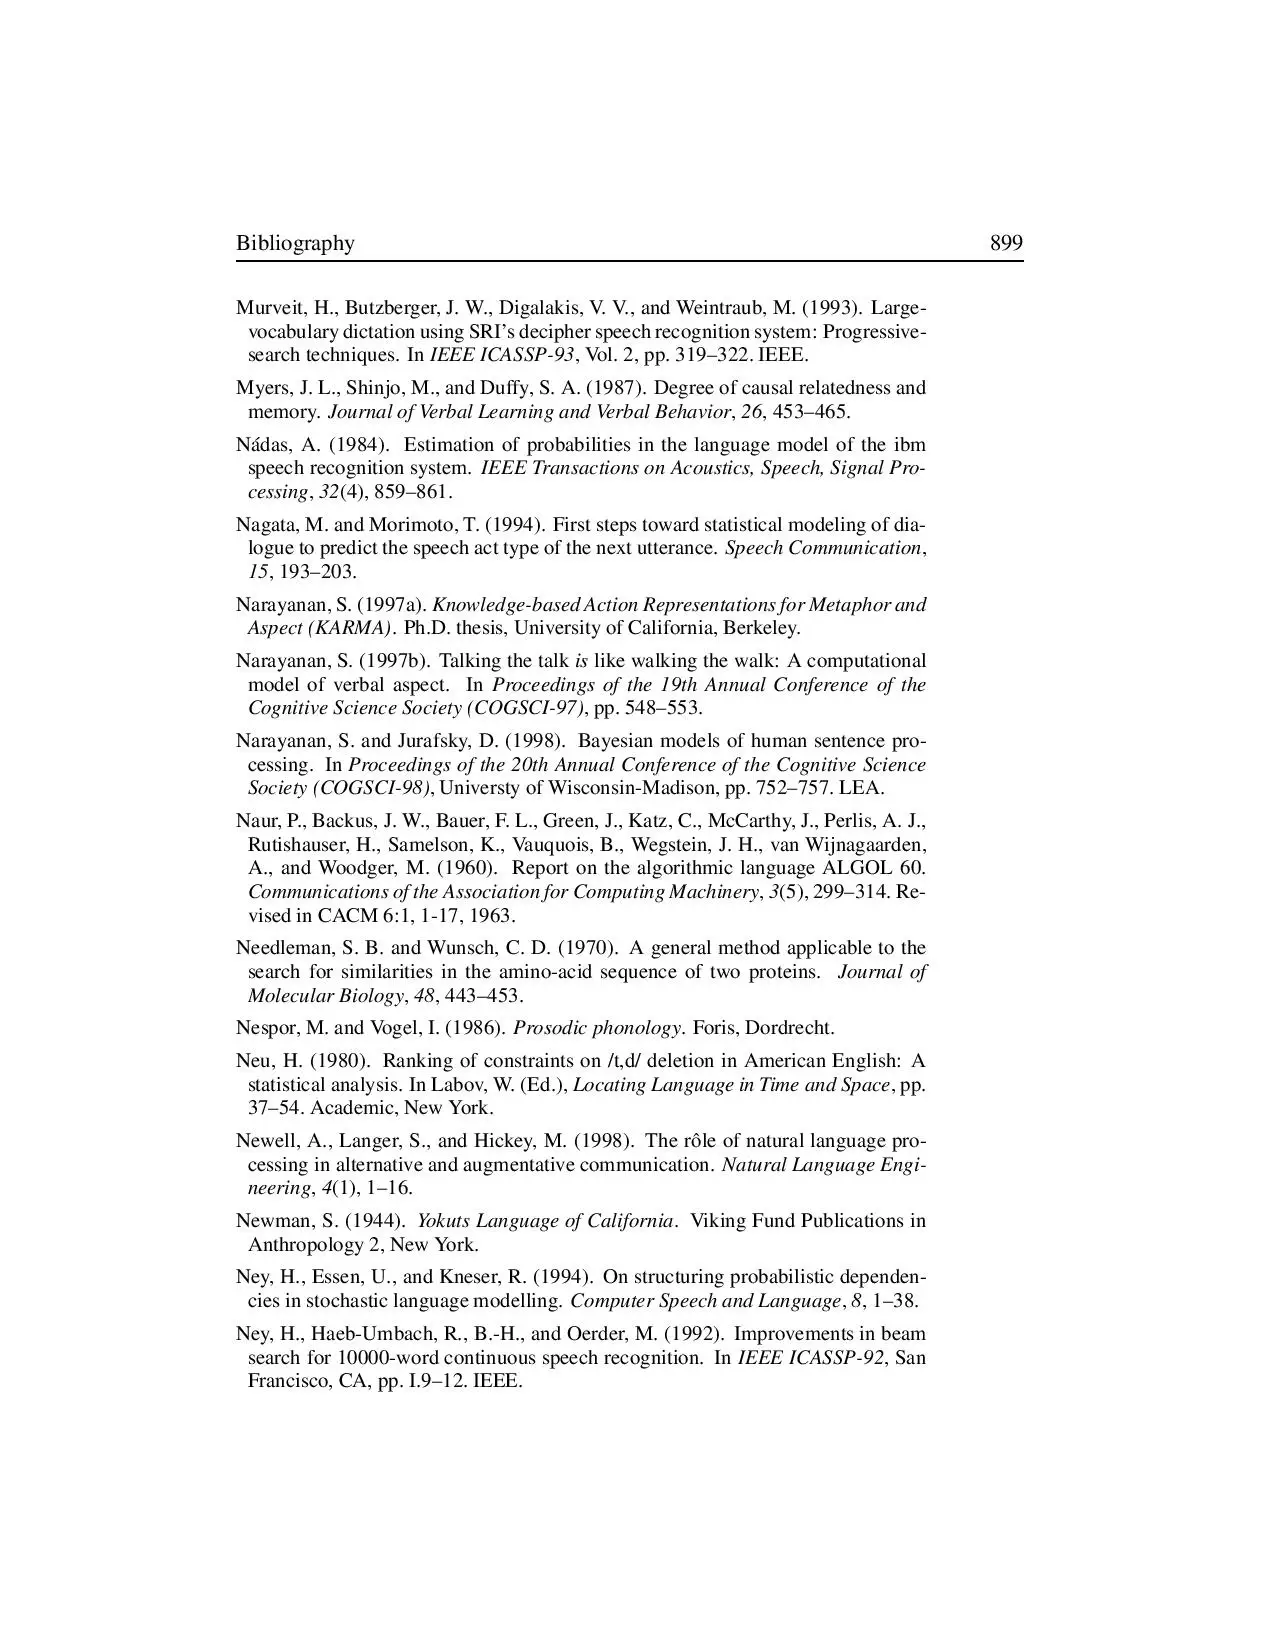 Bibliography 899
Murveit, H., Butzberger, J. W., Digalakis, V. V., and Weintraub, M. (1993). Large-
vocabulary dictation using SRI's decipher speech recognition system: Progressive-
search techniques. In IEEE ICASSP-93, Vol. 2, pp. 319–322. IEEE.
Myers, J. L., Shinjo, M., and Duffy, S. A. (1987). Degree of causal relatedness and
memory. Journal of Verbal Learning and Verbal Behavior, 26, 453–465.
Nádas, A. (1984). Estimation of probabilities in the language model of the ibm
speech recognition system. IEEE Transactions on Acoustics, Speech, Signal Pro-
cessing, 32(4), 859–861.
Nagata, M. and Morimoto, T. (1994). First steps toward statistical modeling of dia-
logue to predict the speech act type of the next utterance. Speech Communication,
15, 193–203.
Narayanan, S. (1997a). Knowledge-based Action Representations for Metaphor and
Aspect (KARMA). Ph.D. thesis, University of California, Berkeley.
Narayanan, S. (1997b). Talking the talk is like walking the walk: A computational
model of verbal aspect. In Proceedings of the 19th Annual Conference of the
Cognitive Science Society (COGSCI-97), pp. 548–553.
Narayanan, S. and Jurafsky, D. (1998). Bayesian models of human sentence pro-
cessing. In Proceedings of the 20th Annual Conference of the Cognitive Science
Society (COGSCI-98), Universty of Wisconsin-Madison, pp. 752–757. LEA.
Naur, P., Backus, J. W., Bauer, F. L., Green, J., Katz, C., McCarthy, J., Perlis, A. J.,
Rutishauser, H., Samelson, K., Vauquois, B., Wegstein, J. H., van Wijnagaarden,
A., and Woodger, M. (1960). Report on the algorithmic language ALGOL 60.
Communications of the Association for Computing Machinery, 3(5), 299–314. Re-
vised in CACM 6:1, 1-17, 1963.
Needleman, S. B. and Wunsch, C. D. (1970). A general method applicable to the
search for similarities in the amino-acid sequence of two proteins. Journal of
Molecular Biology, 48, 443–453.
Nespor, M. and Vogel, I. (1986). Prosodic phonology. Foris, Dordrecht.
Neu, H. (1980). Ranking of constraints on /t,d/ deletion in American English: A
statistical analysis. In Labov, W. (Ed.), Locating Language in Time and Space, pp.
37–54. Academic, New York.
Newell, A., Langer, S., and Hickey, M. (1998). The rôle of natural language pro-
cessing in alternative and augmentative communication. Natural Language Engi-
neering, 4(1), 1–16.
Newman, S. (1944). Yokuts Language of California. Viking Fund Publications in
Anthropology 2, New York.
Ney, H., Essen, U., and Kneser, R. (1994). On structuring probabilistic dependen-
cies in stochastic language modelling. Computer Speech and Language, 8, 1–38.
Ney, H., Haeb-Umbach, R., B.-H., and Oerder, M. (1992). Improvements in beam
search for 10000-word continuous speech recognition. In IEEE ICASSP-92, San
Francisco, CA, pp. I.9–12. IEEE.